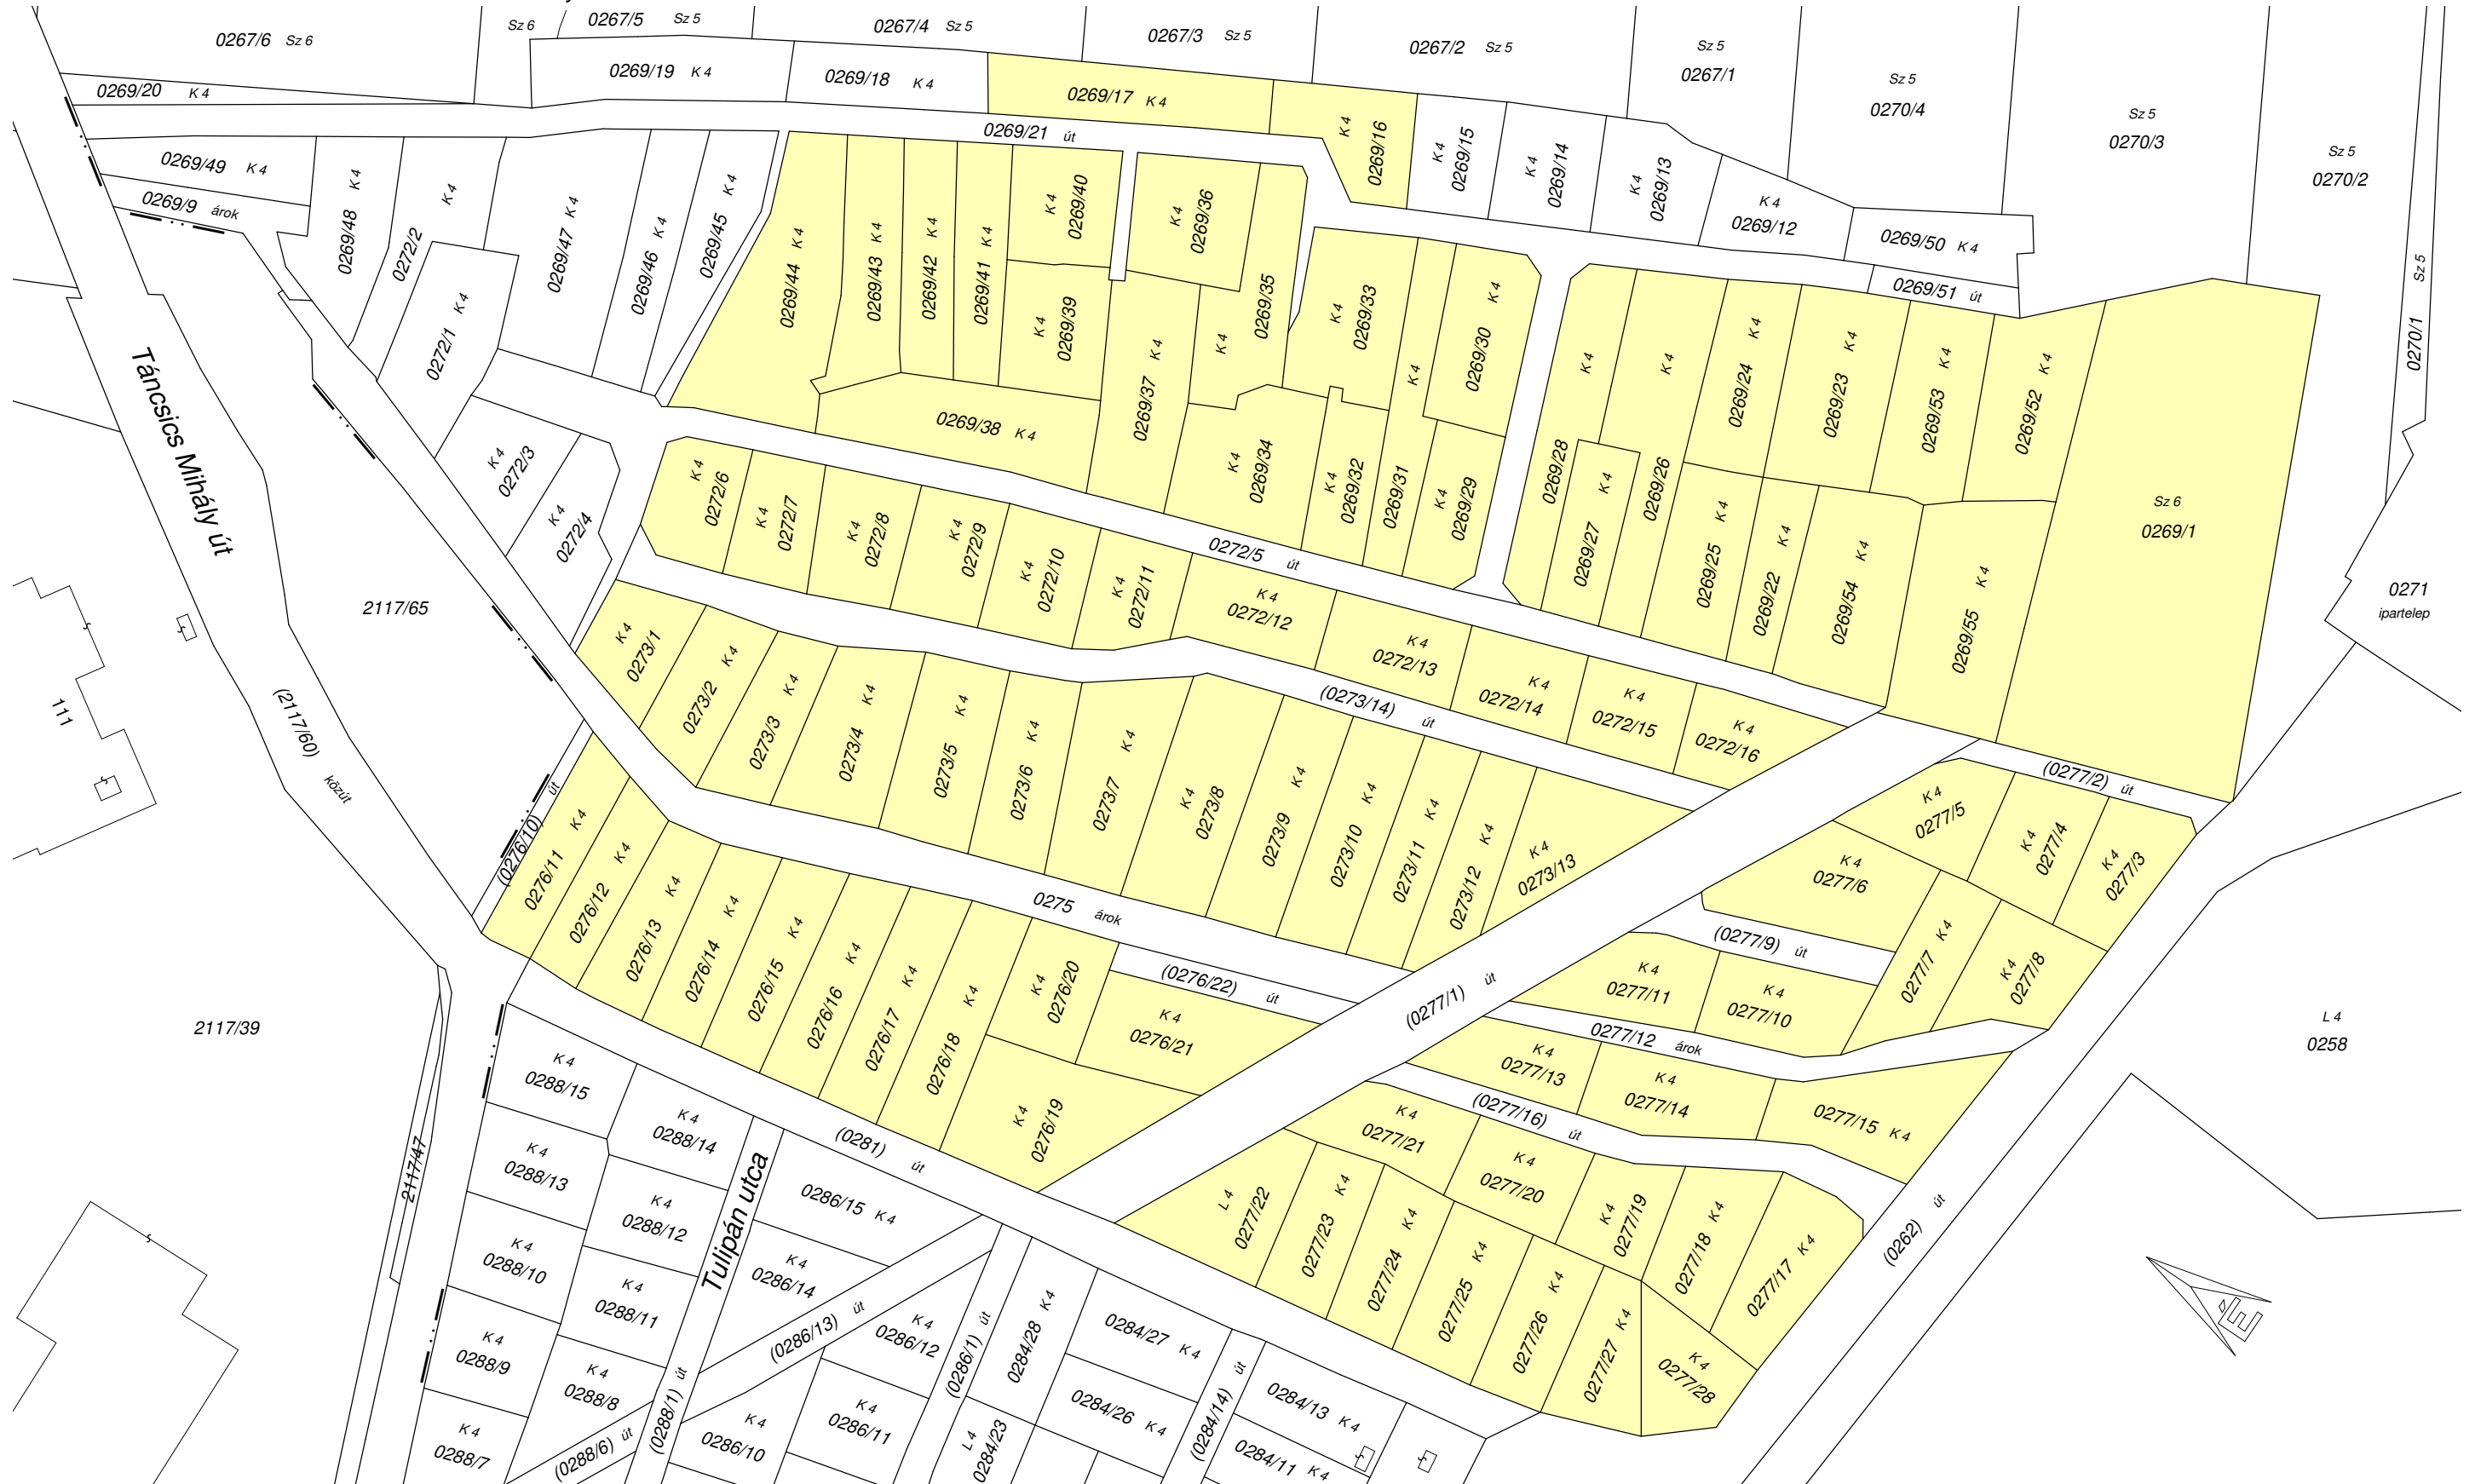 0267/6 Sz 6
Sz 6
0267/5 Sz 5
0267/4 Sz 5
0267/3 Sz 5
0267/2 Sz 5
Sz 5
0267/1
Sz 5
0270/4
Sz 5
0270/3
Sz 5
0270/2
Sz 5
0270/1
0269/20 K 4
0269/19 K 4
0269/18 K 4
0269/17 K 4
K 4
0269/16
K 4
0269/15
K 4
0269/14
K 4
0269/13
K 4
0269/12
0269/50 K 4
0269/51 út
0269/21 út
0269/49 K 4
0269/9 árok
0269/48 K 4
0272/2 K 4
0272/1 K 4
0269/47 K 4
0269/46 K 4
0269/45 K 4
0269/44 K 4
0269/43 K 4
0269/42 K 4
0269/41 K 4
K 4
0269/40
K 4
0269/39
0269/38 K 4
0269/37 K 4
K 4
0269/36
K 4
0269/35
K 4
0269/34
K 4
0269/33
K 4
0269/32
K 4
0269/31
0269/30 K 4
K 4
0269/29
K 4
0269/28
K 4
0269/27
K 4
0269/26
0269/24 K 4
0269/25 K 4
0269/23 K 4
0269/22 K 4
0269/53 K 4
0269/52 K 4
0269/54 K 4
0269/55 K 4
Sz 6
0269/1
0271
ipartelep
Táncsics Mihály út
2117/65
(2117/60) közút
111
K 4
0272/3
K 4
0272/4
0272/5 út
K 4
0272/6
K 4
0272/7
K 4
0272/8
K 4
0272/9
K 4
0272/10
K 4
0272/11
K 4
0272/12
K 4
0272/13
K 4
0272/14
K 4
0272/15
K 4
0272/16
(0273/14) út
K 4
0273/1
0273/2 K 4
0273/3 K 4
0273/4 K 4
0273/5 K 4
0273/6 K 4
0273/7 K 4
K 4
0273/8
0273/9 K 4
0273/10 K 4
0273/11 K 4
0273/12 K 4
K 4
0273/13
0275 árok
(0276/10) út
0276/11 K 4
0276/12 K 4
0276/13 K 4
0276/14 K 4
0276/15 K 4
0276/16 K 4
0276/17 K 4
0276/18 K 4
K 4
0276/19
K 4
0276/20
K 4
0276/21
(0276/22) út
(0277/1) út
(0277/2) út
K 4
0277/3
K 4
0277/4
K 4
0277/5
K 4
0277/6
0277/7 K 4
K 4
0277/8
(0277/9) út
K 4
0277/10
K 4
0277/11
0277/12 árok
K 4
0277/13
K 4
0277/14
0277/15 K 4
(0277/16) út
0277/17 K 4
0277/18 K 4
K 4
0277/19
K 4
0277/20
K 4
0277/21
L 4
0277/22
0277/23 K 4
0277/24 K 4
0277/25 K 4
0277/26 K 4
0277/27 K 4
K 4
0277/28
(0262) út
L 4
0258
É
2117/39
2117/47
(0281) út
K 4
0288/15
K 4
0288/14
K 4
0288/13
K 4
0288/12
K 4
0288/10
K 4
0288/11
K 4
0288/9
K 4
0288/8
K 4
0288/7
(0288/6) út
(0288/1) út
Tulipán utca
0286/15 K 4
K 4
0286/14
(0286/13) út
K 4
0286/12
K 4
0286/11
K 4
0286/10
(0286/1) út
0284/28 K 4
0284/27 K 4
0284/26 K 4
L 4
0284/23
(0284/14) út
0284/13 K 4
0284/11 K 4